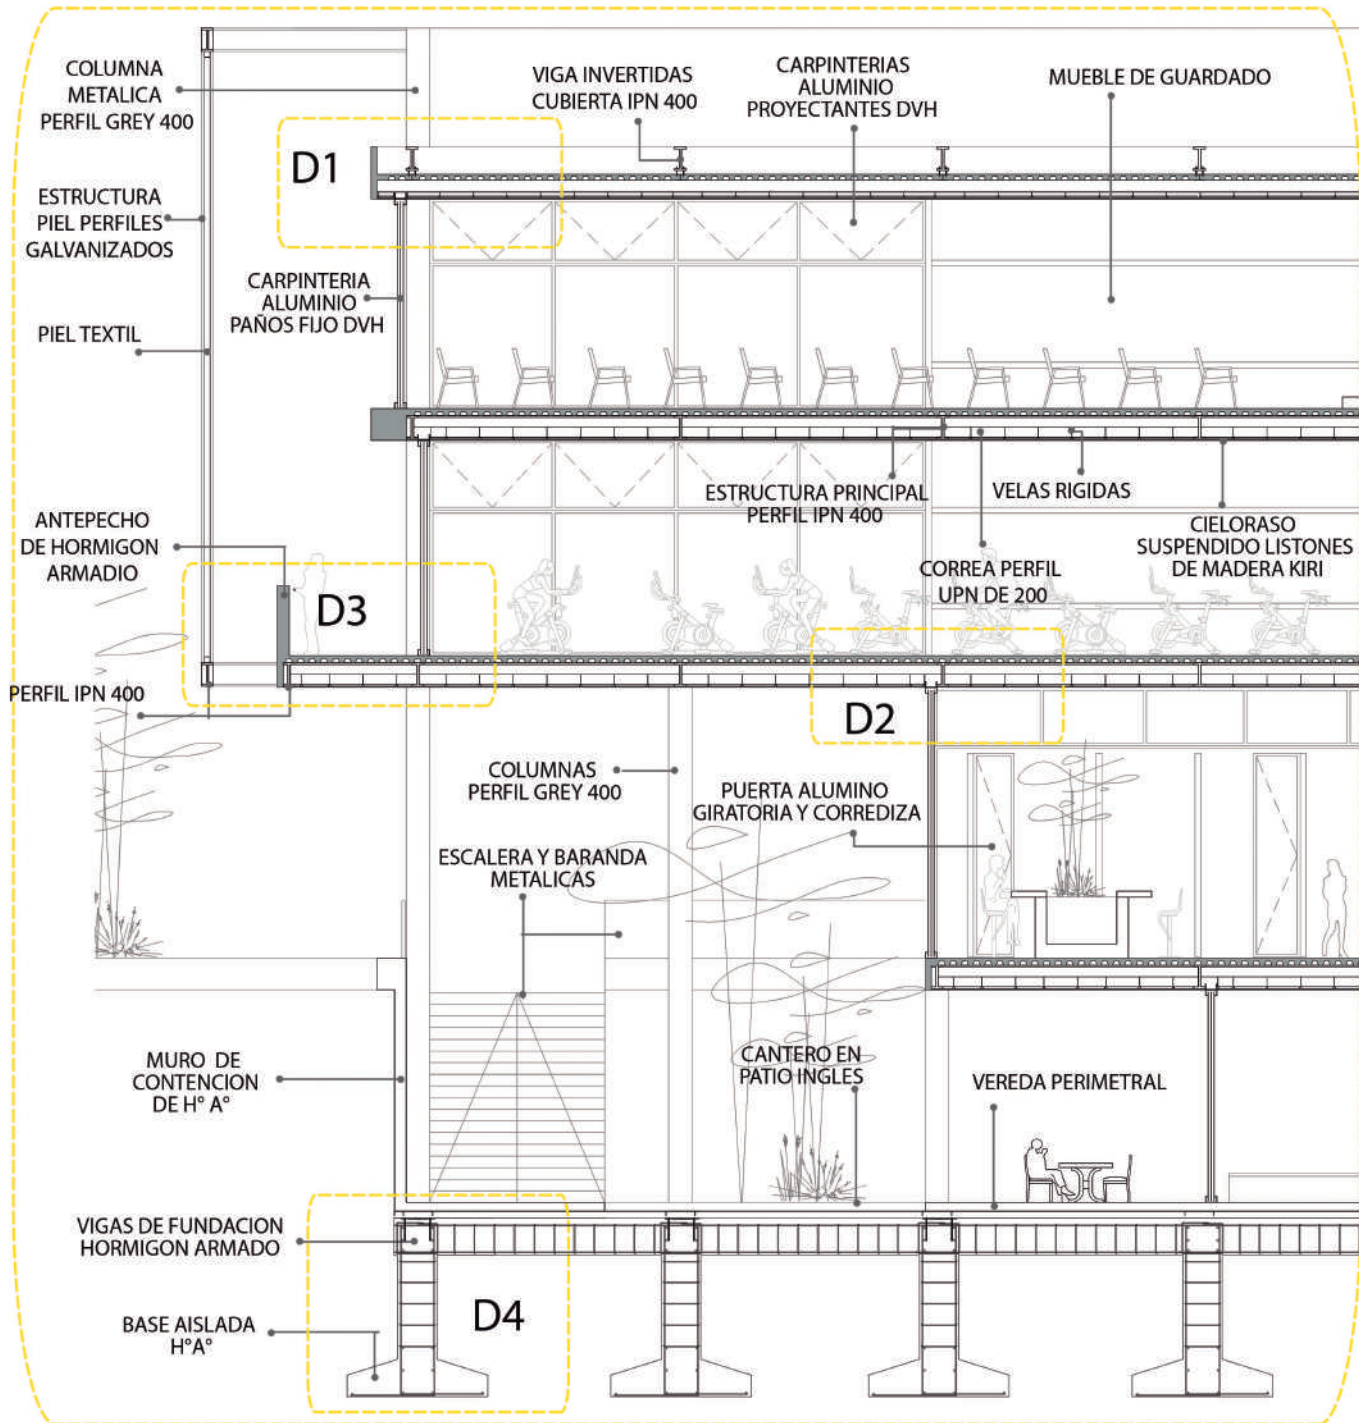 COLUMNA
METALICA
PERFIL GREY 400
VIGA INVERTIDAS
CUBIERTA IPN 400
CARPINTERIAS
ALUMINIO
PROYECTANTES DVH
MUEBLE DE GUARDADO
D1
ESTRUCTURA
PIEL PERFILES
GALVANIZADOS
CARPINTERIA
ALUMINIO
PAÑOS FIJO DVH
PIEL TEXTIL
ESTRUCTURA PRINCIPAL
PERFIL IPN 400
VELAS RIGIDAS
CIELORASO
SUSPENDIDO LISTONES
DE MADERA KIRI
ANTEPECHO
DE HORMIGON
ARMADIO
CORREA PERFIL
UPN DE 200
D3
PERFIL IPN 400
D2
COLUMNAS
PERFIL GREY 400
PUERTA ALUMINO
GIRATORIA Y CORREDIZA
ESCALERA Y BARANDA
METALICAS
MURO DE
CONTENCION
DE H° A°
CANTERO EN
PATIO INGLES
VEREDA PERIMETRAL
VIGAS DE FUNDACION
HORMIGON ARMADO
D4
BASE AISLADA
H°A°